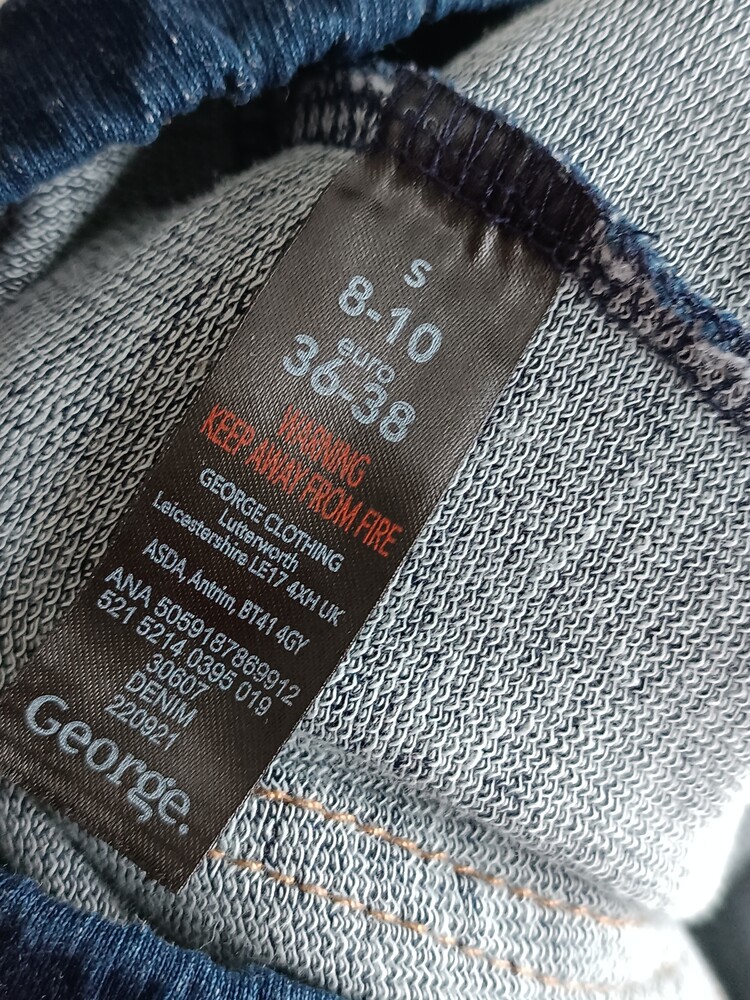 S
8-10
euro
36-38
WARNING
KEEP AWAY FROM FIRE
GEORGE CLOTHING
Lutterworth
Leicestershire LE17 4XH UK
ASDA, Antrim, BT41 4GY
ANA 5059187869912
521 5214 0395 019
30607
DENIM
220921
George.